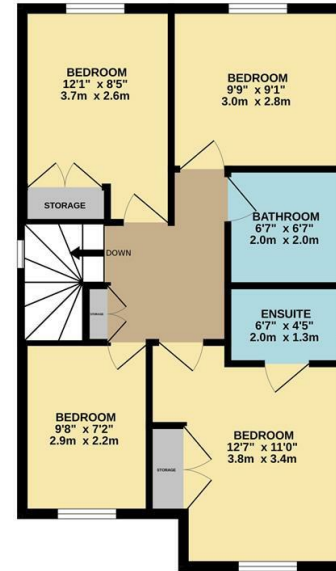 BEDROOM
12'1" x 8'5"
3.7m x 2.6m
BEDROOM
9'9" x 9'1"
3.0m x 2.8m
STORAGE
BATHROOM
6'7" x 6'7"
2.0m x 2.0m
DOWN
STORAGE
ENSUITE
6'7" x 4'5"
2.0m x 1.3m
BEDROOM
9'8" x 7'2"
2.9m x 2.2m
BEDROOM
12'7" x 11'0"
3.8m x 3.4m
STORAGE